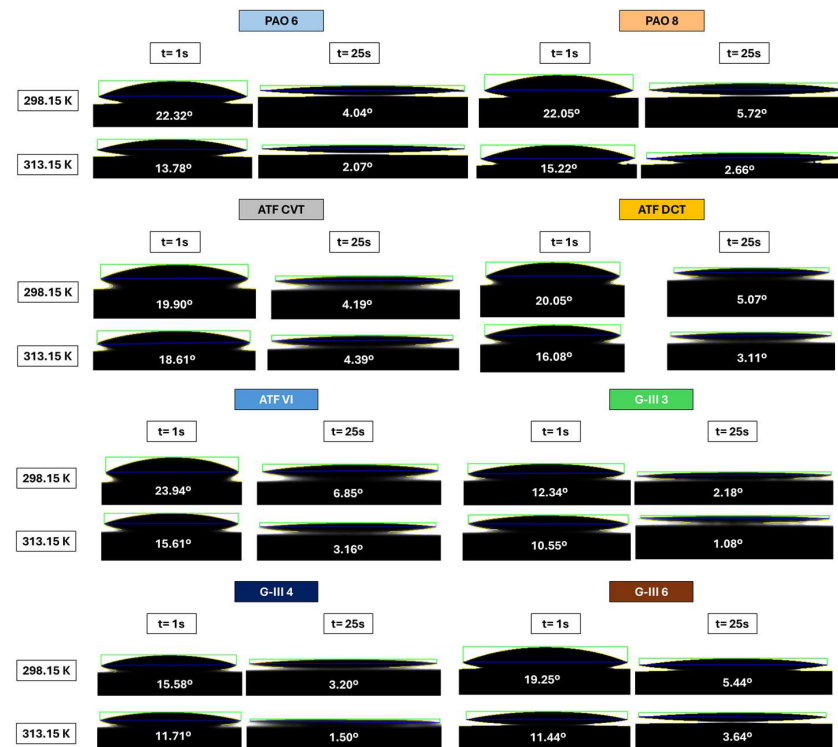 PAO 6 PAO 8
t= 1s t= 25s t= 1s t= 25s
298.15 K 22.32º 4.04º 22.05º 5.72º
313.15 K 13.78º 2.07º 15.22º 2.66º
ATF CVT ATF DCT
t= 1s t= 25s t= 1s t= 25s
298.15 K 19.90º 4.19º 20.05º 5.07º
313.15 K 18.61º 4.39º 16.08º 3.11º
ATF VI G-III 3
t= 1s t= 25s t= 1s t= 25s
298.15 K 23.94º 6.85º 12.34º 2.18º
313.15 K 15.61º 3.16º 10.55º 1.08º
G-III 4 G-III 6
t= 1s t= 25s t= 1s t= 25s
298.15 K 15.58º 3.20º 19.25º 5.44º
313.15 K 11.71º 1.50º 11.44º 3.64º